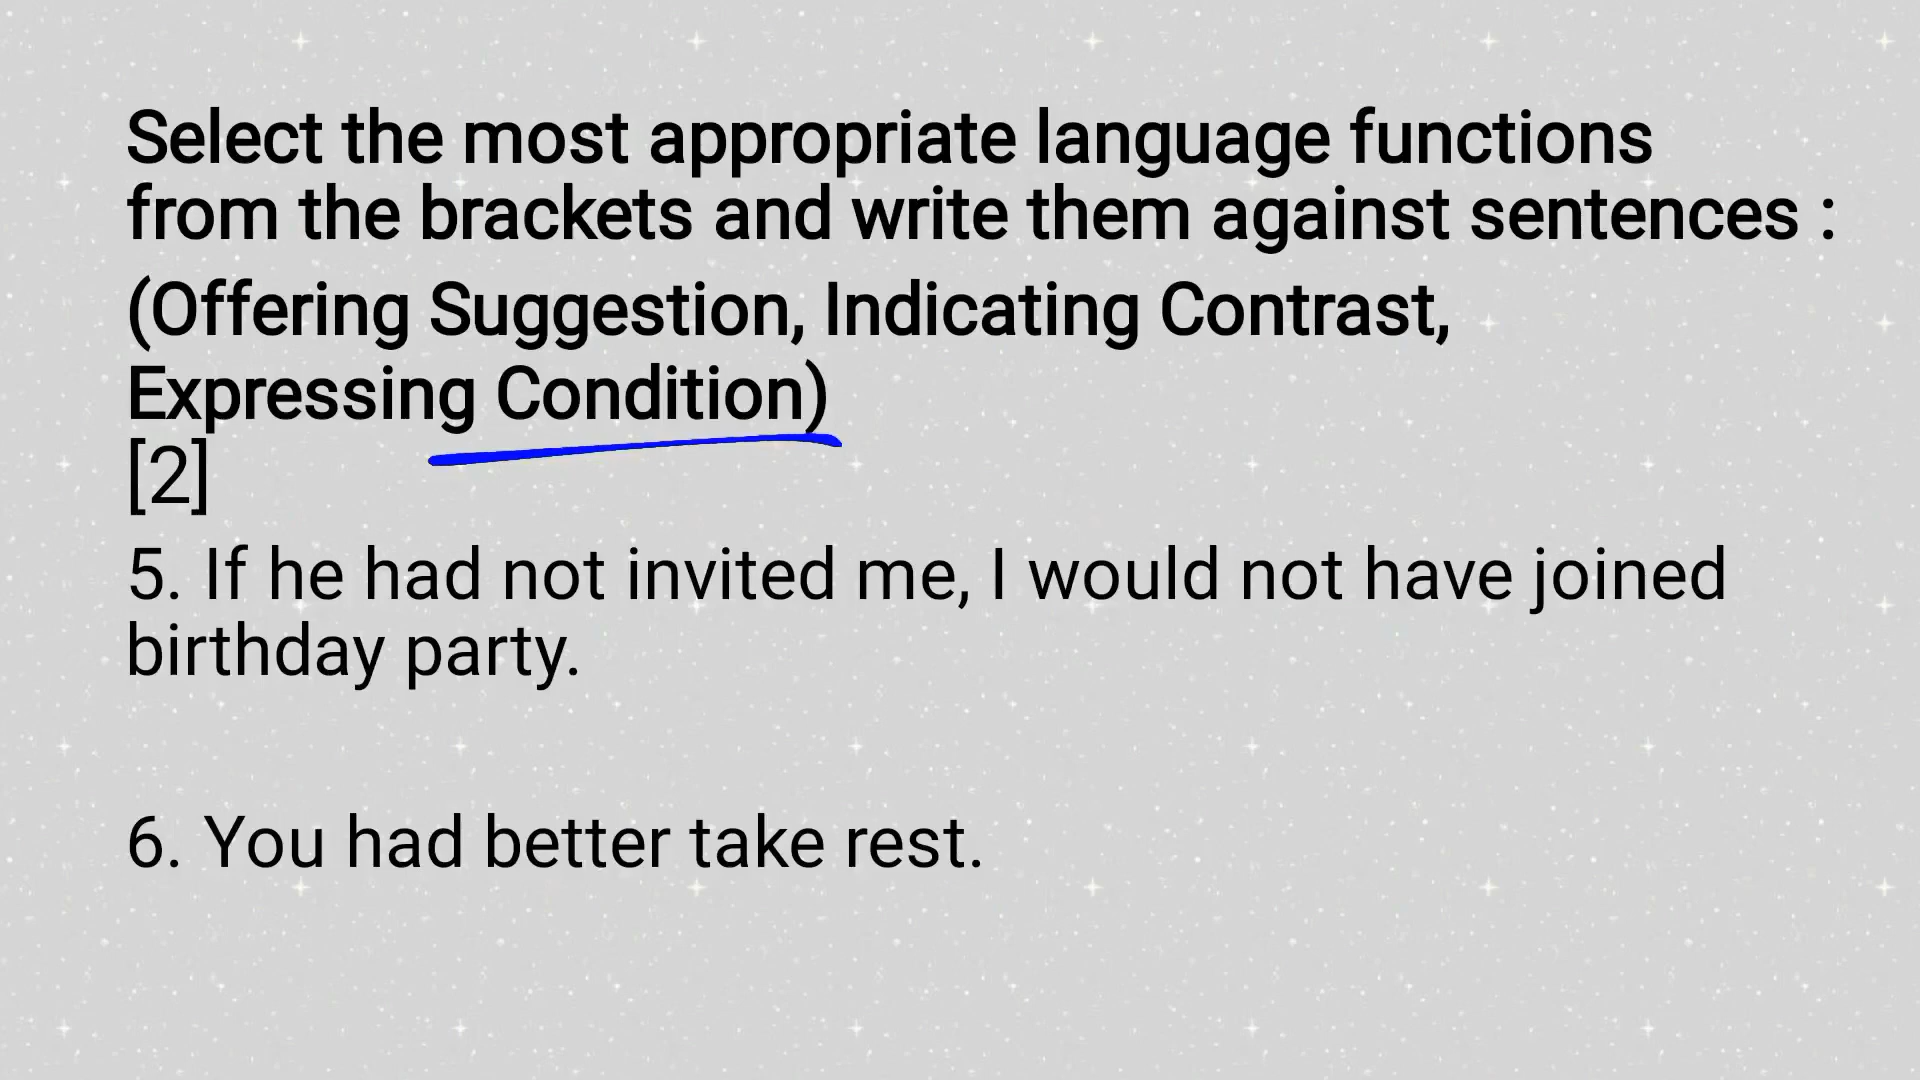 Select the most appropriate language functions
from the brackets and write them against sentences :
(Offering Suggestion, Indicating Contrast,
Expressing Condition)
[2]
5. If he had not invited me, I would not have joined
birthday party.
6. You had better take rest.